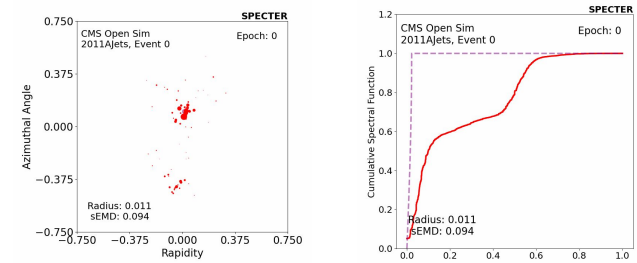 SPECTER
CMS Open Sim
2011AJets, Event 0
Epoch: 0
Azimuthal Angle
0.750
0.375
0.000
−0.375
−0.750
Radius: 0.011
sEMD: 0.094
−0.750
−0.375
0.000
0.375
0.750
Rapidity
SPECTER
CMS Open Sim
2011AJets, Event 0
Epoch: 0
Cumulative Spectral Function
1.2
1.0
0.8
0.6
0.4
0.2
0.0
Radius: 0.011
sEMD: 0.094
0.0
0.2
0.4
0.6
0.8
1.0